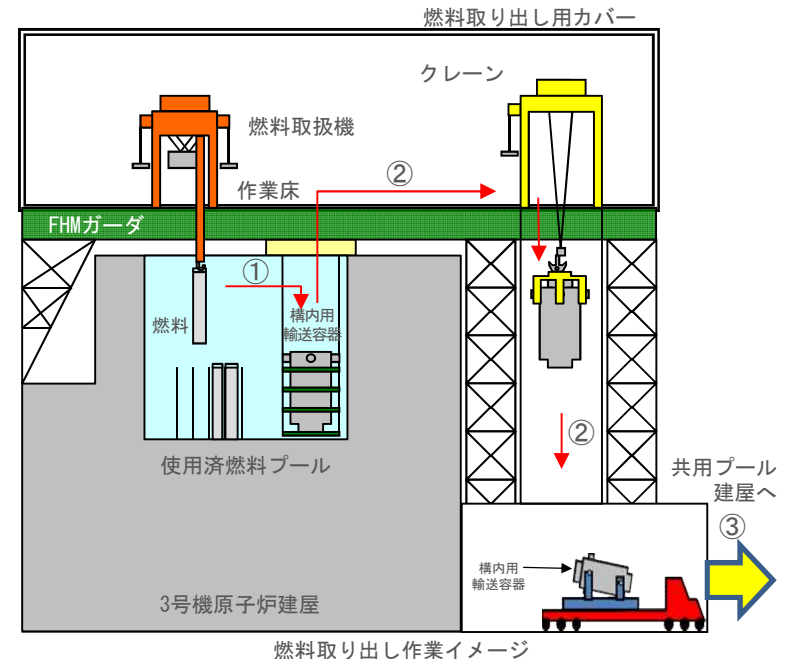 燃料取り出し用カバー
クレーン
燃料取扱機
②
作業床
FHMガーダ
①
燃料
構内用
輸送容器
②
使用済燃料プール
共用プール
建屋へ
③
構内用
輸送容器
3号機原子炉建屋
燃料取り出し作業イメージ